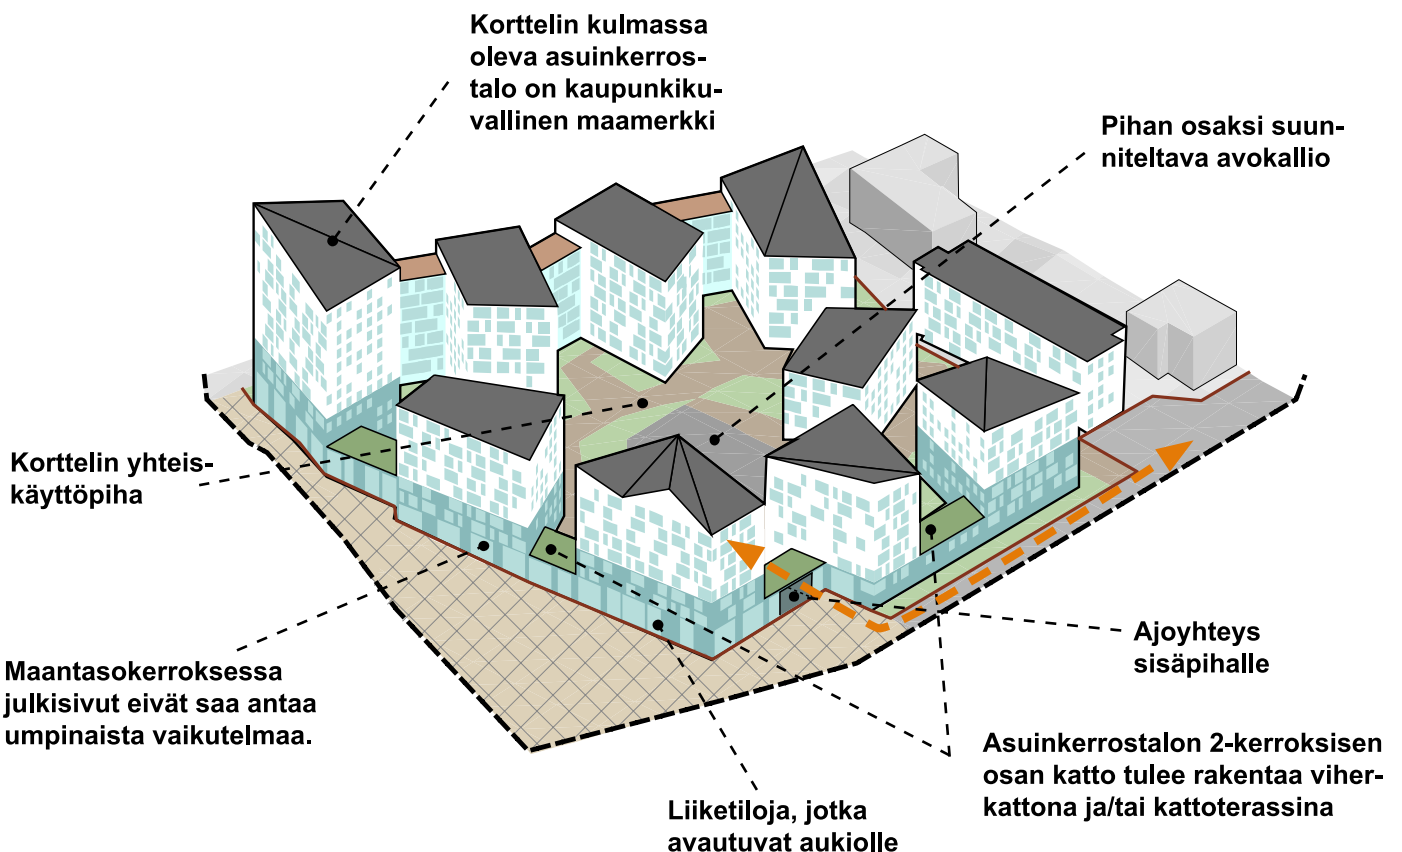 Korttelin kulmassa
oleva asuinkerros-
talo on kaupunkiku-
vallinen maamerkki
Pihan osaksi suun-
niteltava avokallio
Korttelin yhteis-
käyttöpiha
Maantasokerroksessa
julkisivut eivät saa antaa
umpinaista vaikutelmaa.
Ajoyhteys
sisäpihalle
Asuinkerrostalon 2-kerroksisen
osan katto tulee rakentaa viher-
kattona ja/tai kattoterassina
Liiketiloja, jotka
avautuvat aukiolle